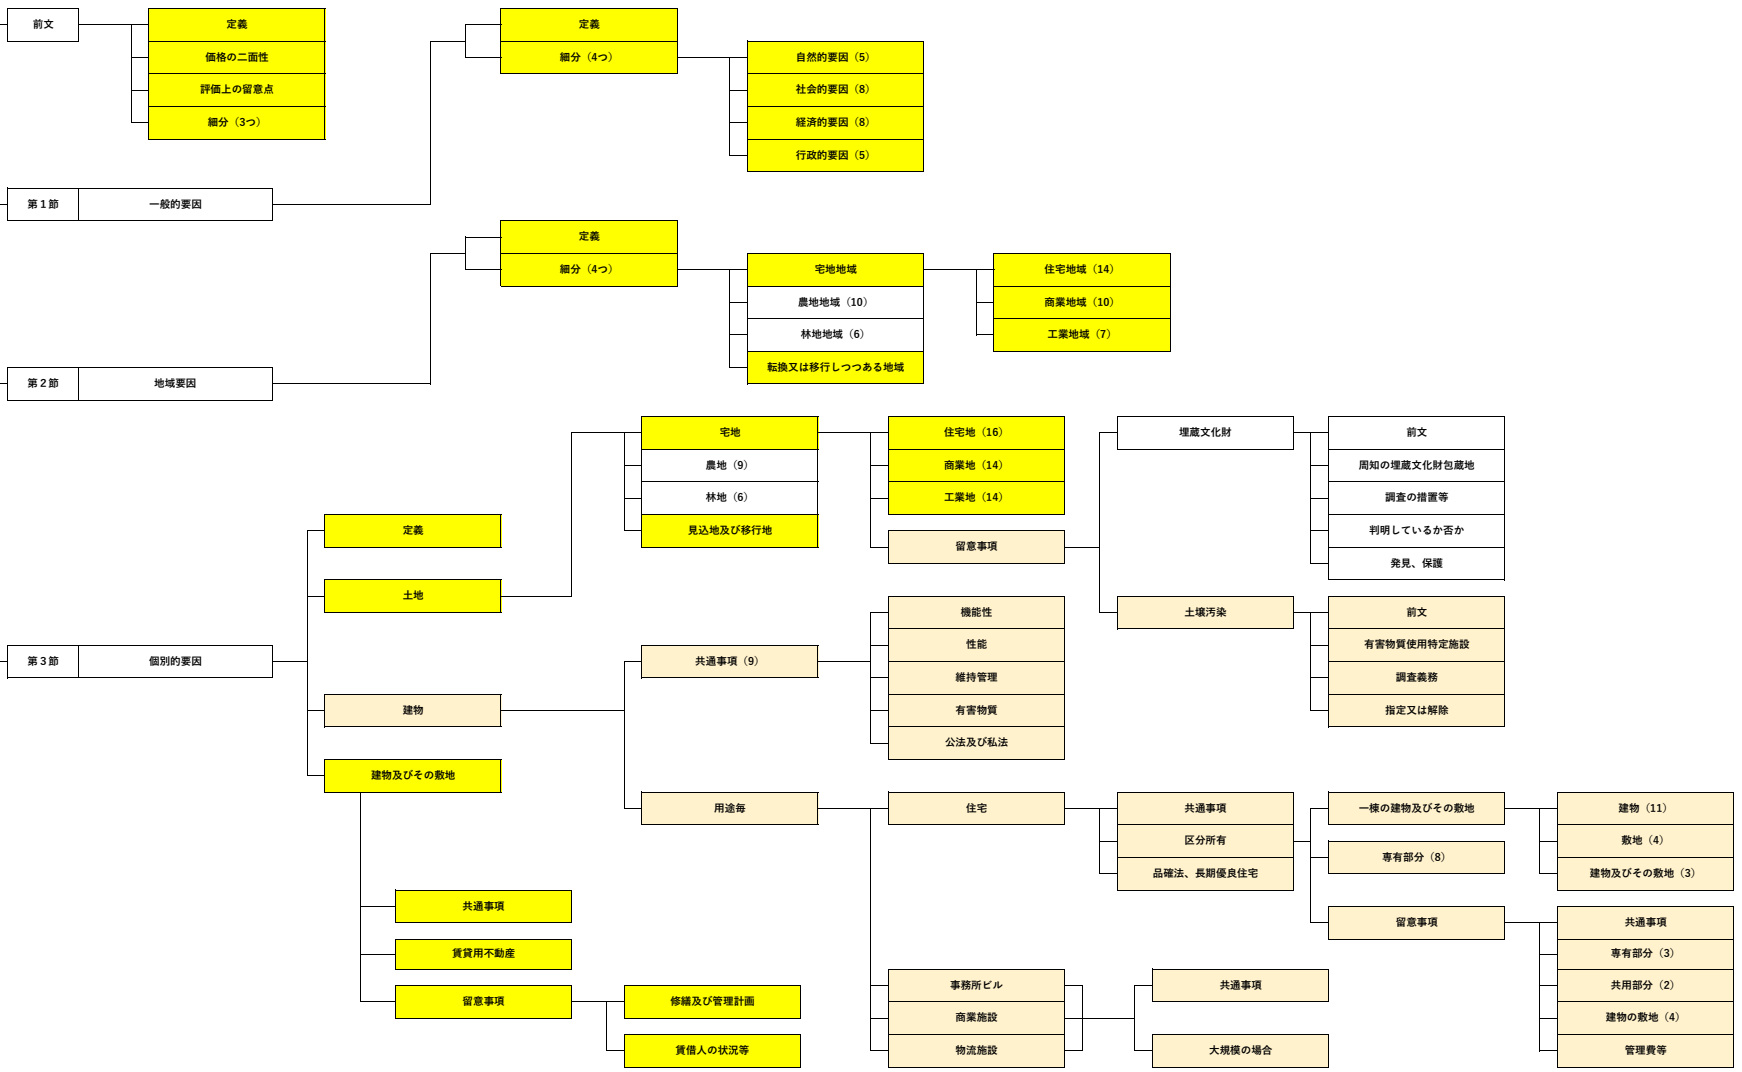 前文
定義
価格の二面性
評価上の留意点
細分（3つ）
第１節 一般的要因
定義
細分（4つ）
自然的要因（5）
社会的要因（8）
経済的要因（8）
行政的要因（5）
第２節 地域要因
定義
細分（4つ）
宅地地域
農地地域（10）
林地地域（6）
転換又は移行しつつある地域
住宅地域（14）
商業地域（10）
工業地域（7）
第３節 個別的要因
定義
土地
建物
建物及びその敷地
宅地
農地（9）
林地（6）
見込地及び移行地
住宅地（16）
商業地（14）
工業地（14）
留意事項
埋蔵文化財
前文
周知の埋蔵文化財包蔵地
調査の措置等
判明しているか否か
発見、保護
土壌汚染
前文
有害物質使用特定施設
調査義務
指定又は解除
共通事項（9）
機能性
性能
維持管理
有害物質
公法及び私法
用途毎
住宅
共通事項
区分所有
品確法、長期優良住宅
一棟の建物及びその敷地
専有部分（8）
留意事項
建物（11）
敷地（4）
建物及びその敷地（3）
共通事項
専有部分（3）
共用部分（2）
建物の敷地（4）
管理費等
事務所ビル
商業施設
物流施設
共通事項
大規模の場合
共通事項
賃貸用不動産
留意事項
修繕及び管理計画
賃借人の状況等